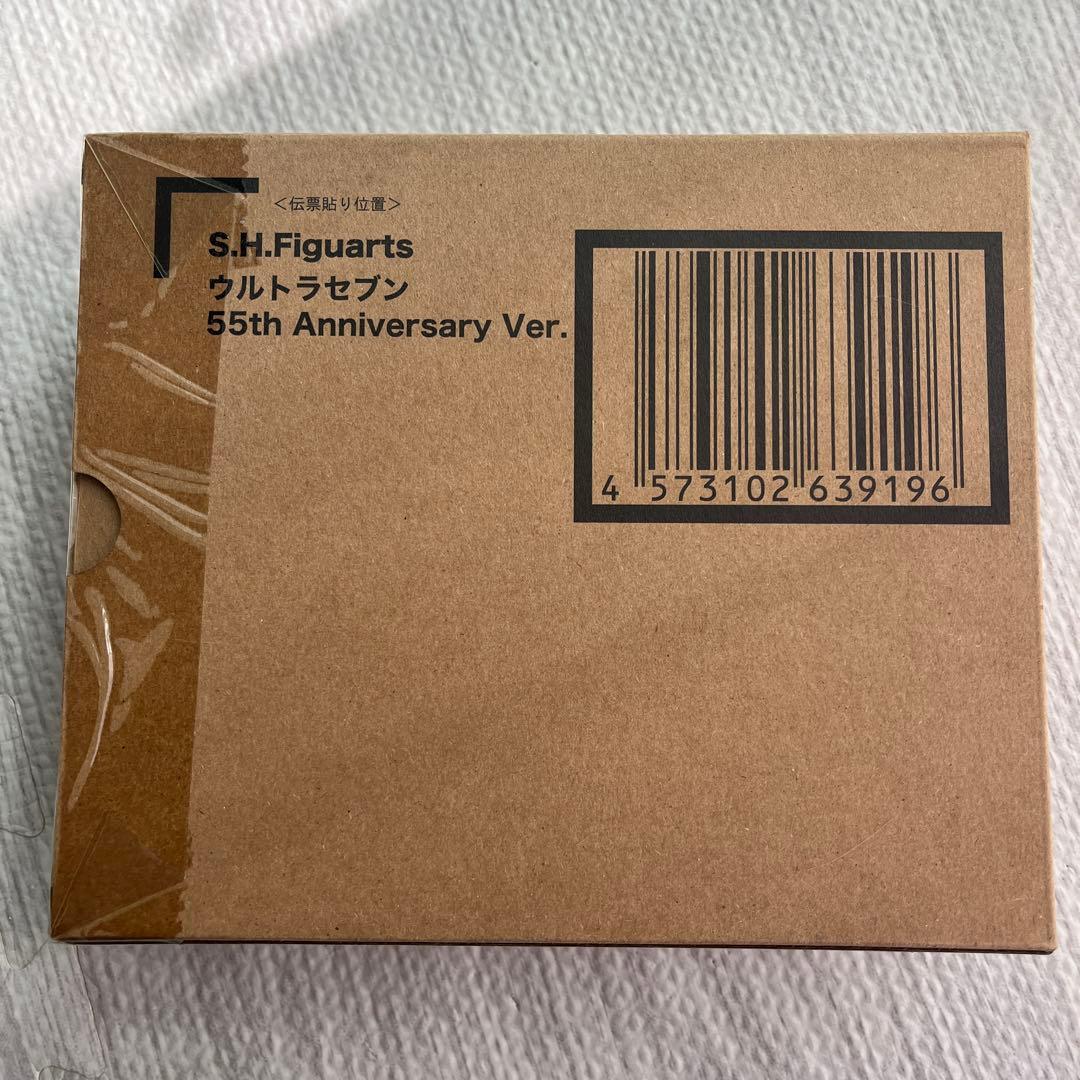 ＜伝票貼り位置＞
S.H.Figuarts
ウルトラセブン
55th Anniversary Ver.
4 573102 639196